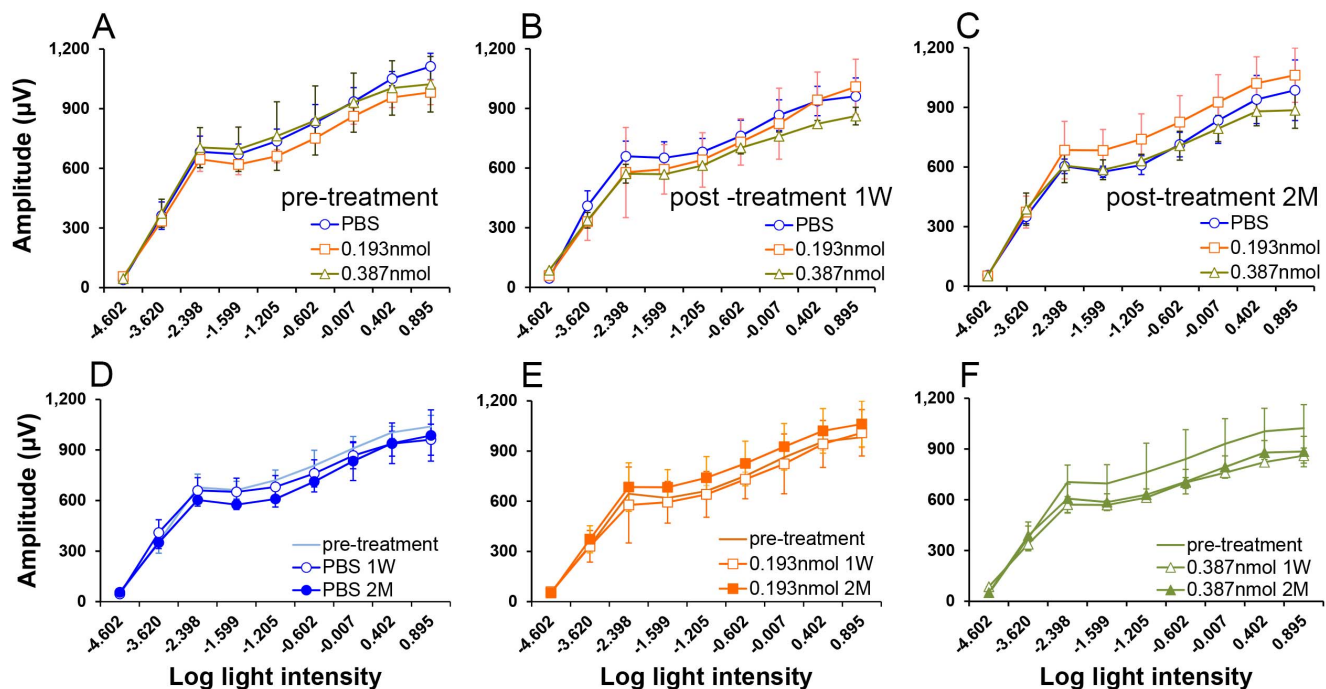 A
Amplitude (µV)
1,200
900
600
300
0
pre-treatment
PBS
0.193nmol
0.387nmol
-4.602
-3.620
-2.398
-1.599
-1.205
-0.602
-0.007
0.402
0.895
B
1,200
900
600
300
0
post -treatment 1W
PBS
0.193nmol
0.387nmol
-4.602
-3.620
-2.398
-1.599
-1.205
-0.602
-0.007
0.402
0.895
C
1,200
900
600
300
0
post-treatment 2M
PBS
0.193nmol
0.387nmol
-4.602
-3.620
-2.398
-1.599
-1.205
-0.602
-0.007
0.402
0.895
D
Amplitude (µV)
1,200
900
600
300
0
pre-treatment
PBS 1W
PBS 2M
-4.602
-3.620
-2.398
-1.599
-1.205
-0.602
-0.007
0.402
0.895
Log light intensity
E
1,200
900
600
300
0
pre-treatment
0.193nmol 1W
0.193nmol 2M
-4.602
-3.620
-2.398
-1.599
-1.205
-0.602
-0.007
0.402
0.895
Log light intensity
F
1,200
900
600
300
0
pre-treatment
0.387nmol 1W
0.387nmol 2M
-4.602
-3.620
-2.398
-1.599
-1.205
-0.602
-0.007
0.402
0.895
Log light intensity